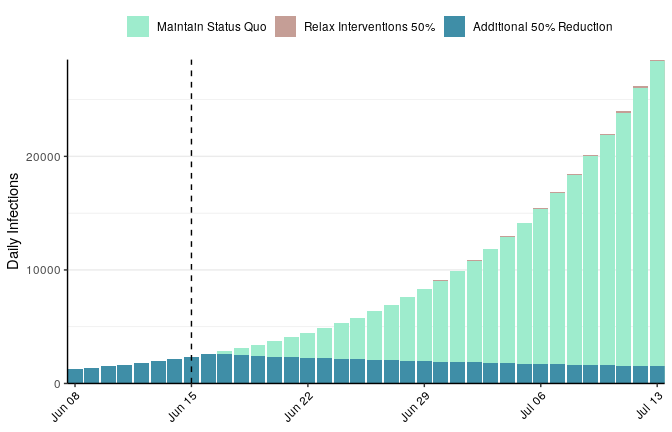 Maintain Status Quo Relax Interventions 50% Additional 50% Reduction
Daily Infections
20000
10000
0
Jun 08 Jun 15 Jun 22 Jun 29 Jul 06 Jul 13